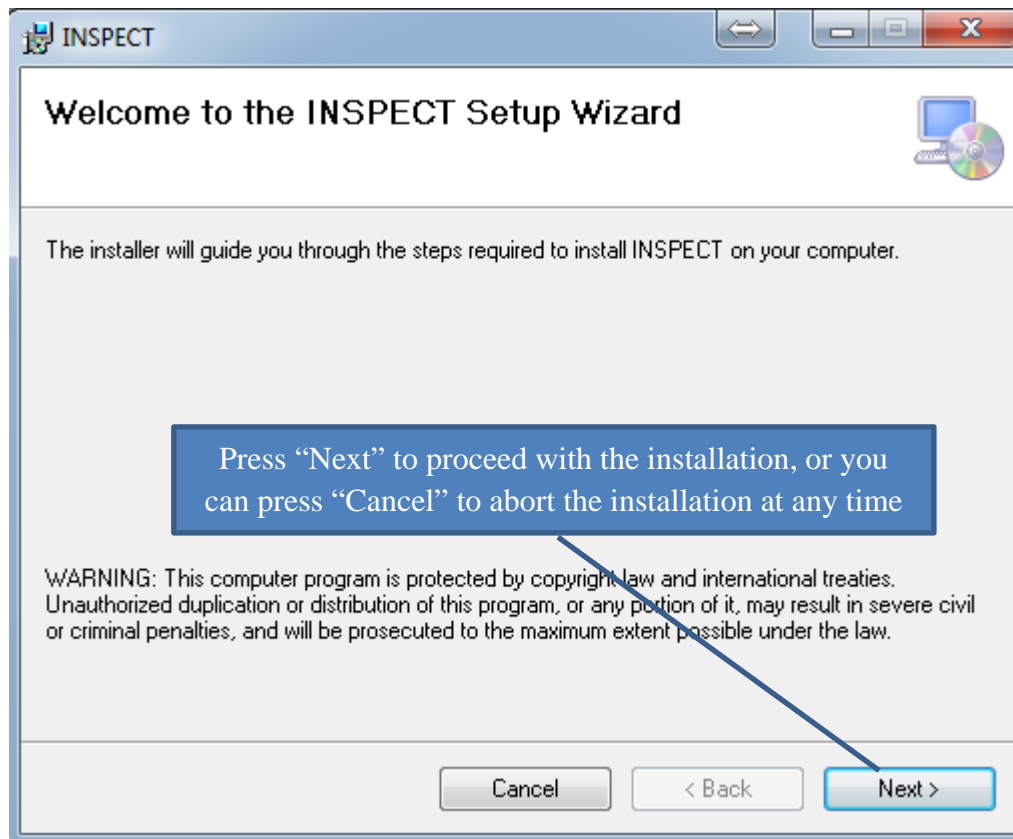 INSPECT
Welcome to the INSPECT Setup Wizard
The installer will guide you through the steps required to install INSPECT on your computer.
Press “Next” to proceed with the installation, or you
can press “Cancel” to abort the installation at any time
WARNING: This computer program is protected by copyright law and international treaties.
Unauthorized duplication or distribution of this program, or any portion of it, may result in severe civil
or criminal penalties, and will be prosecuted to the maximum extent possible under the law.
Cancel
< Back
Next >